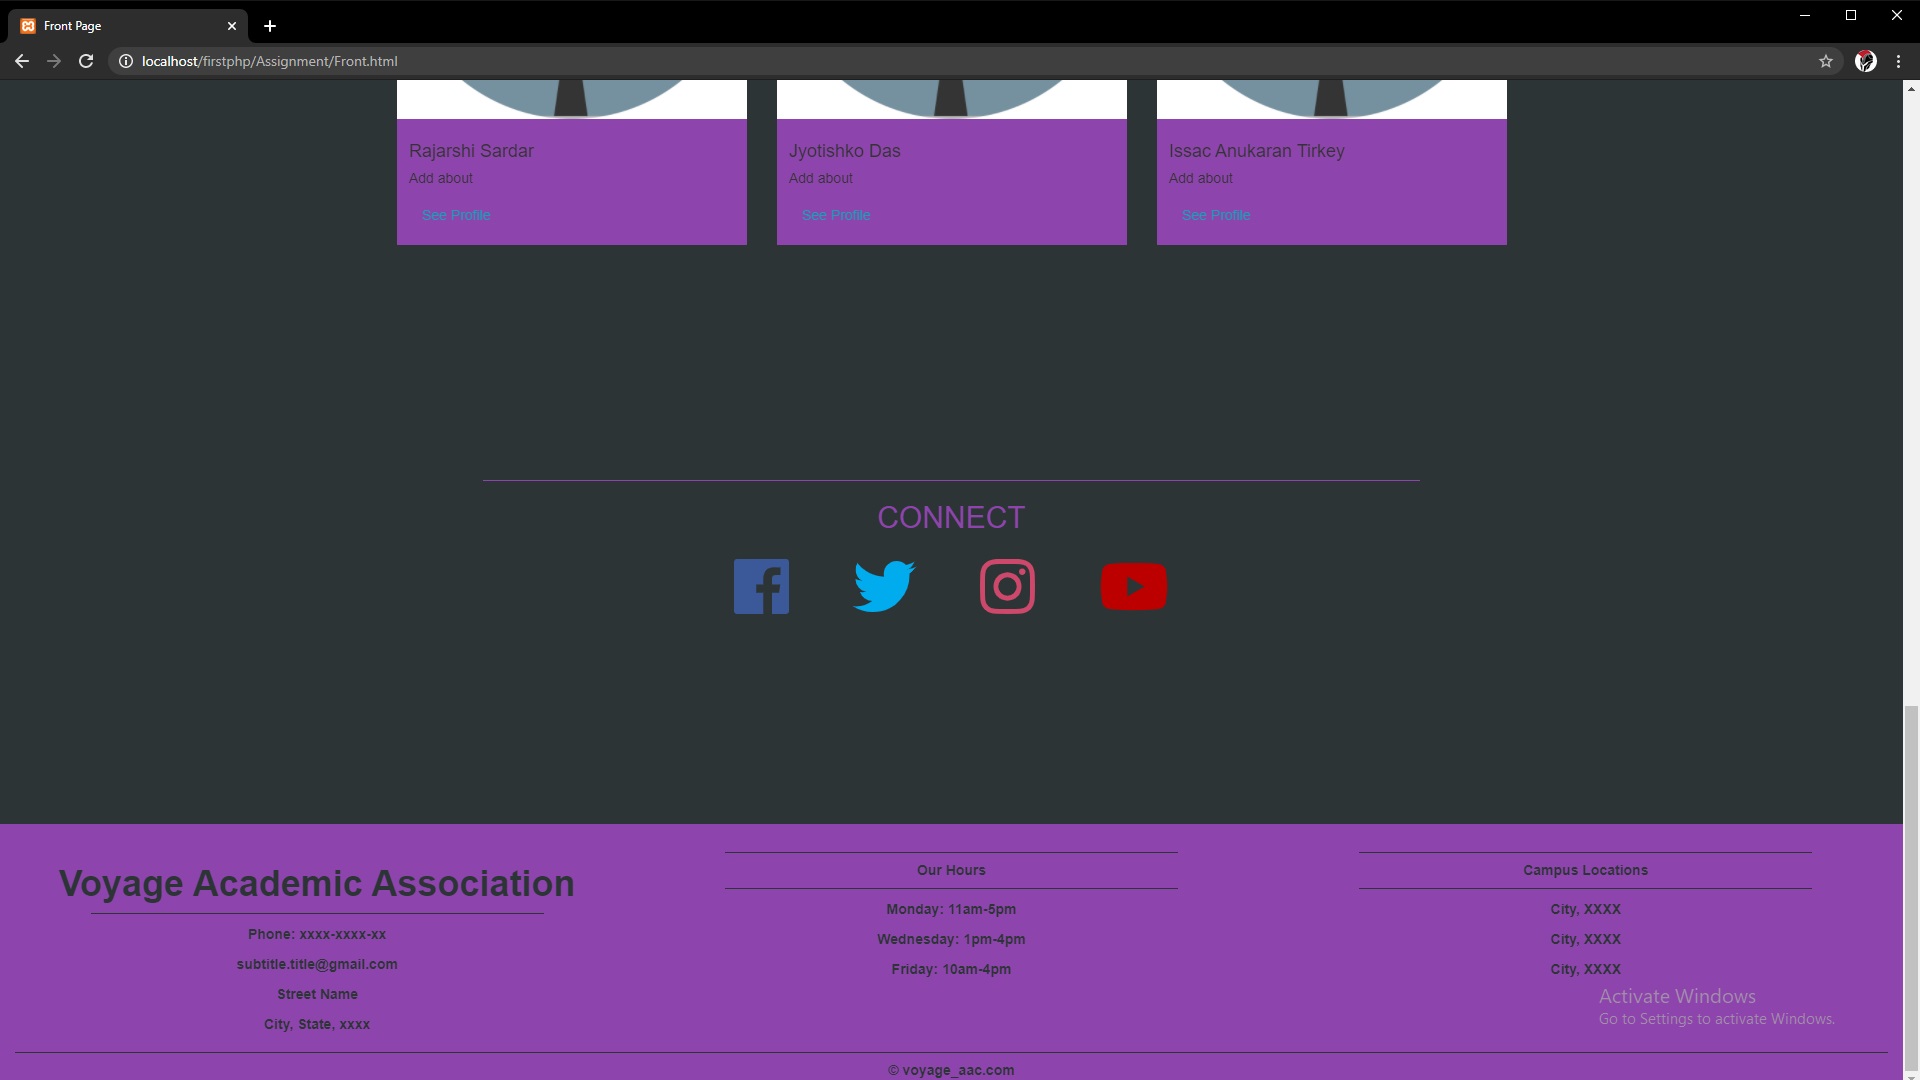 Front Page
localhost/firstphp/Assignment/Front.html
Rajarshi Sardar
Add about
See Profile
Jyotishko Das
Add about
See Profile
Issac Anukaran Tirkey
Add about
See Profile
CONNECT
Voyage Academic Association
Phone: xxxx-xxxx-xx
subtitle.title@gmail.com
Street Name
City, State, xxxx
Our Hours
Monday: 11am-5pm
Wednesday: 1pm-4pm
Friday: 10am-4pm
Campus Locations
City, XXXX
City, XXXX
City, XXXX
Activate Windows
Go to Settings to activate Windows.
© voyage_aac.com